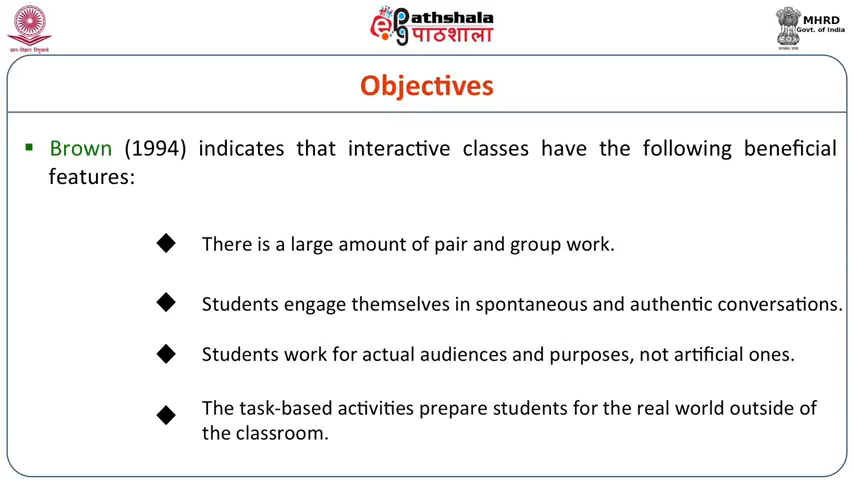 Pathshala
पाठशाला
MHRD
Govt. of India
Objectives
Brown (1994) indicates that interactive classes have the following beneficial
features:
There is a large amount of pair and group work.
Students engage themselves in spontaneous and authentic conversations.
Students work for actual audiences and purposes, not artificial ones.
The task-based activities prepare students for the real world outside of
the classroom.